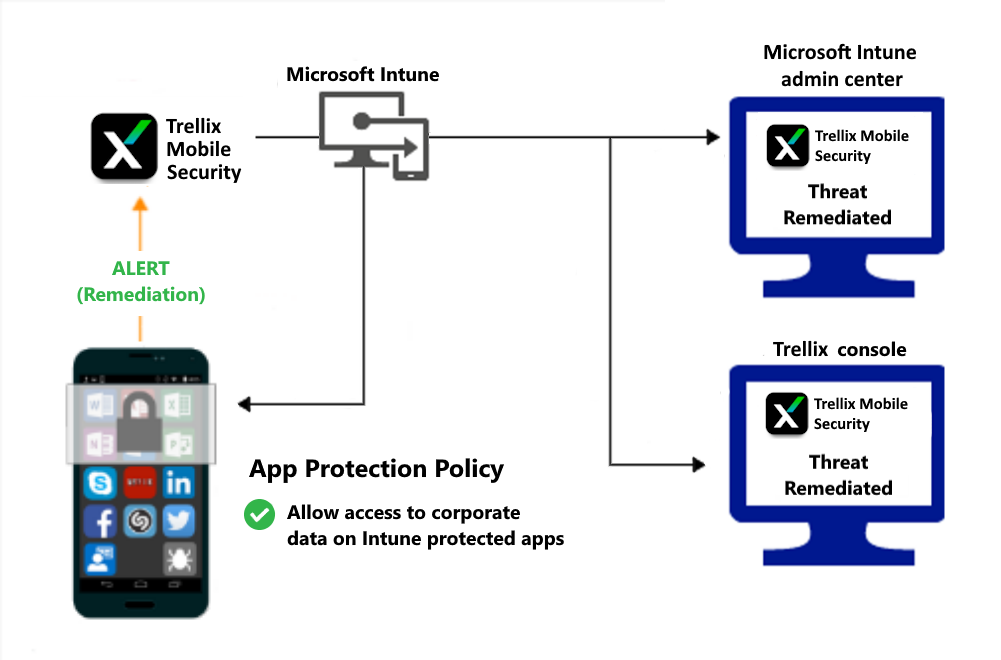 Microsoft Intune
admin center
Microsoft Intune
Trellix
Mobile
Security
Trellix Mobile
Security
Threat
Remediated
ALERT
(Remediation)
Trellix console
Trellix Mobile
Security
Threat
Remediated
App Protection Policy
Allow access to corporate
data on Intune protected apps